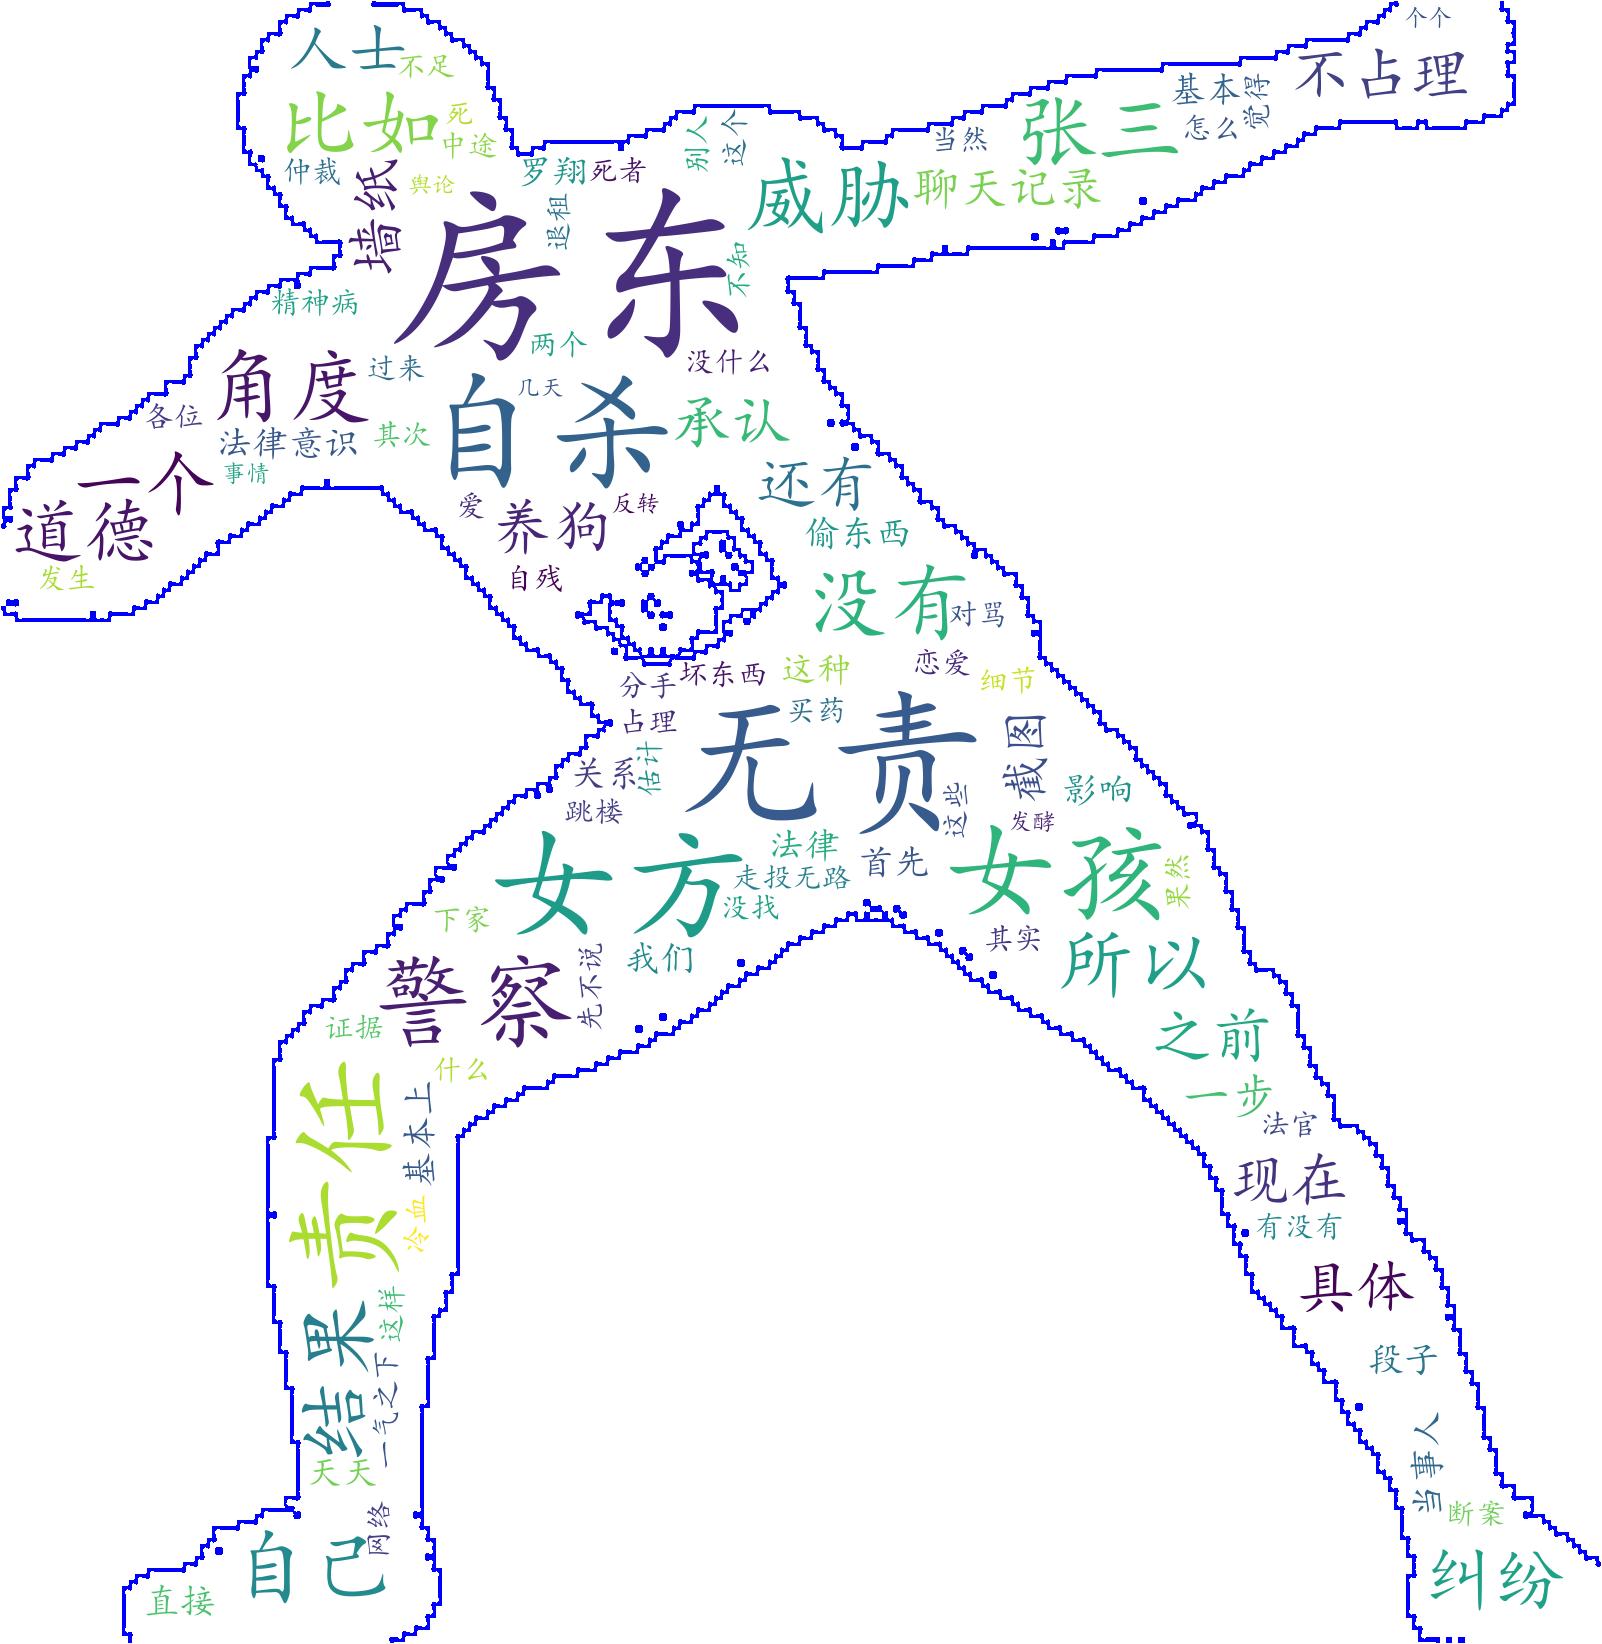 个个
人士
不足
不占理
基本
觉得
比如
死
张三
怎么
中途
别人
这个
当然
仲裁
舆论
墙纸
罗翔
死者
威胁
聊天记录
房东
退租
不知
精神病
两个
没什么
角度
过来
几天
自杀
承认
各位
法律意识
其次
还有
事情
一个
爱
养狗
反转
道德
偷东西
发生
自残
没有
对骂
恋爱
细节
分手
坏东西
这种
占理
买药
无责
截图
关系
估计
影响
跳楼
这些
发酵
女方
法律
走投无路
首先
女孩
果然
没找
下家
其实
我们
所以
警察
先不说
证据
什么
之前
责任
基本上
一步
法官
现在
冷血
有没有
具体
结果
这样
段子
一气之下
天天
当事人
断案
网络
自己
直接
纠纷